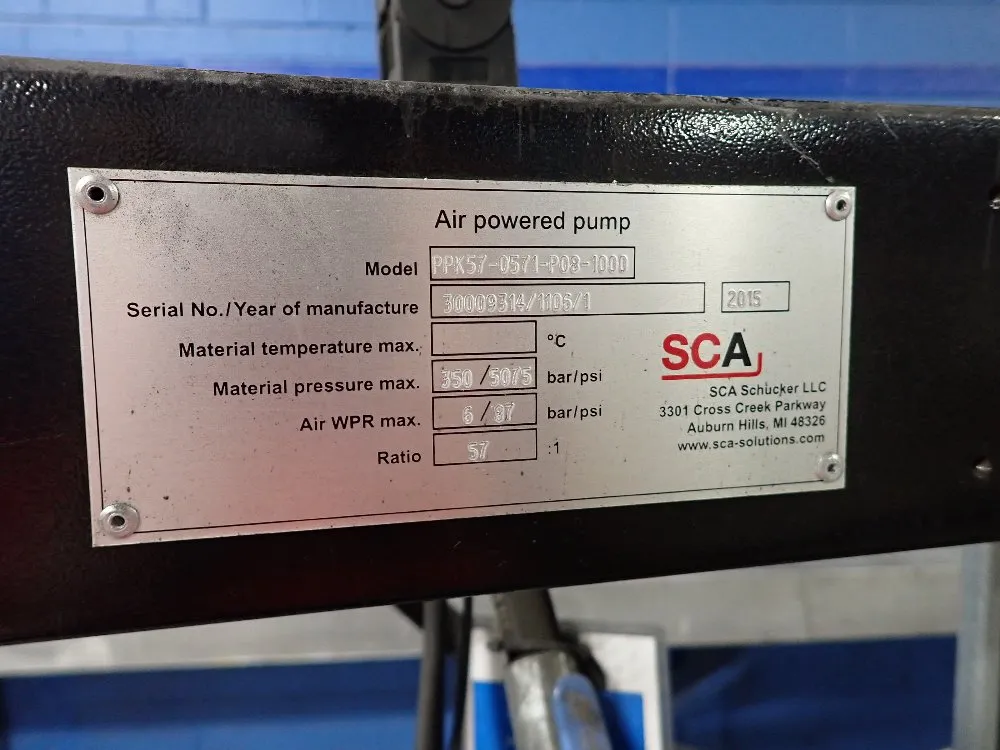 Air powered pump
Model PPK57-0571-P08-1000
Serial No./Year of manufacture 30009314/1106/1 2015
Material temperature max. °C
Material pressure max. 350 /5075 bar/psi
Air WPR max. 6 /87 bar/psi
Ratio 57 :1
SCA
SCA Schucker LLC
3301 Cross Creek Parkway
Auburn Hills, MI 48326
www.sca-solutions.com